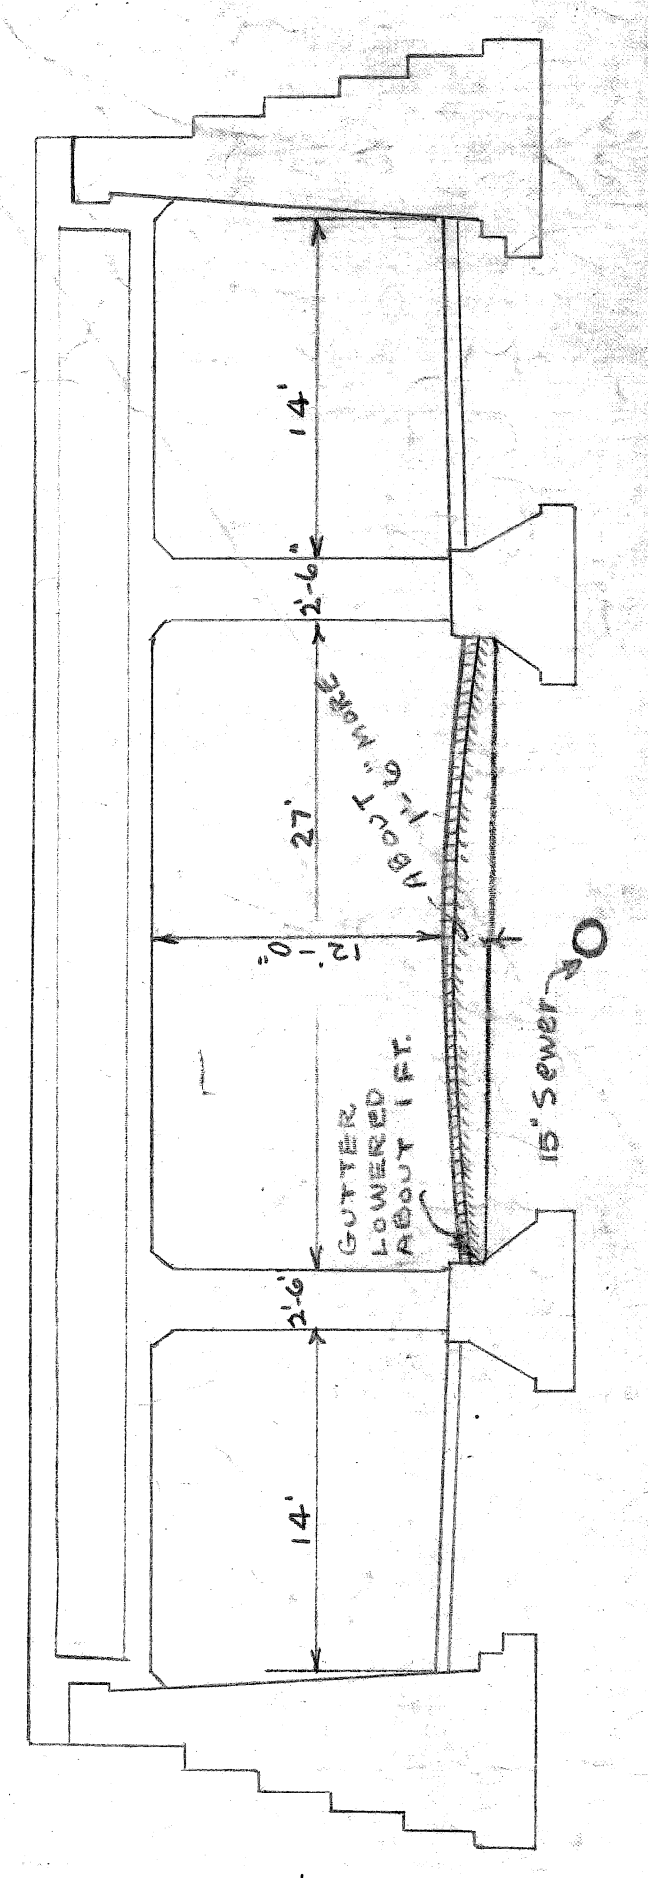 14'
2'-6"
27'
12'-0"
2'-6'
14'
ABOUT
1'-6" MORE
GUTTER
LOWERED
ABOUT 1 FT.
15" Sewer